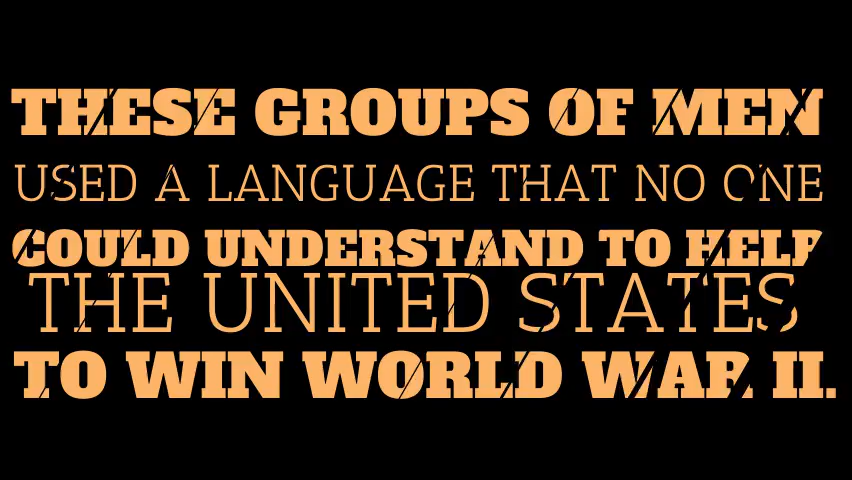 THESE GROUPS OF MEN
USED A LANGUAGE THAT NO ONE
COULD UNDERSTAND TO HELP
THE UNITED STATES
TO WIN WORLD WAR II.